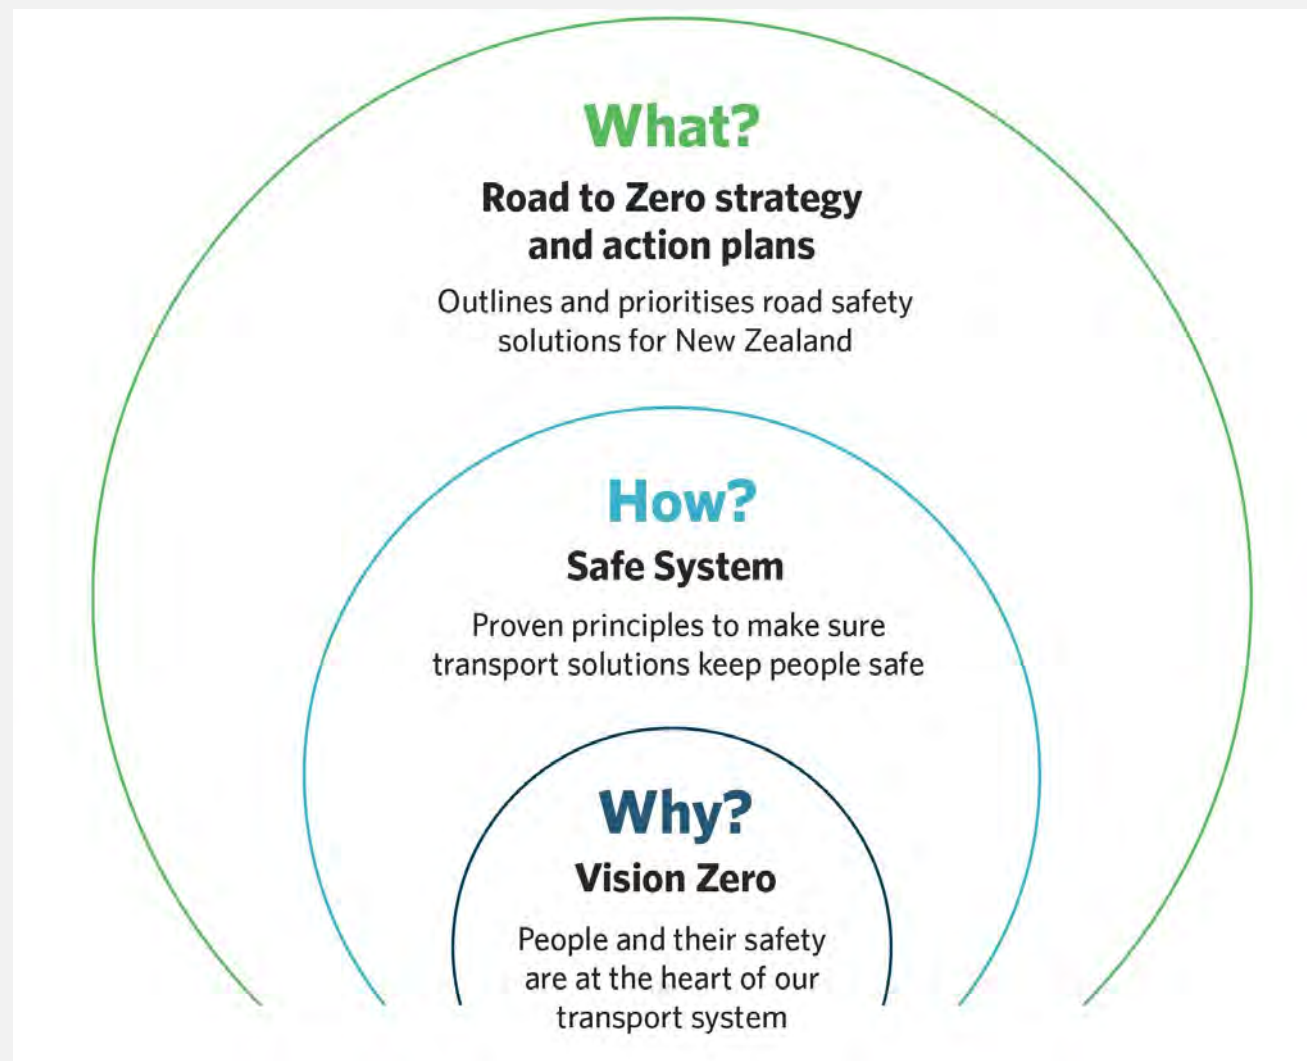 What?
Road to Zero strategy
and action plans
Outlines and prioritises road safety
solutions for New Zealand
How?
Safe System
Proven principles to make sure
transport solutions keep people safe
Why?
Vision Zero
People and their safety
are at the heart of our
transport system